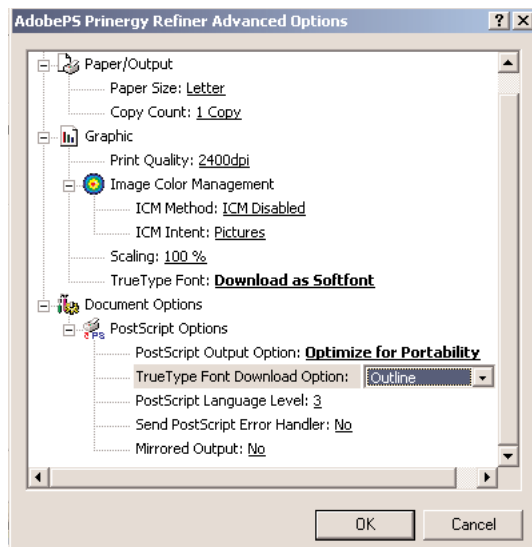 AdobePS Prinergy Refiner Advanced Options
Paper/Output
Paper Size: Letter
Copy Count: 1 Copy
Graphic
Print Quality: 2400dpi
Image Color Management
ICM Method: ICM Disabled
ICM Intent: Pictures
Scaling: 100 %
TrueType Font: Download as Softfont
Document Options
PostScript Options
PostScript Output Option: Optimize for Portability
TrueType Font Download Option: Outline
PostScript Language Level: 3
Send PostScript Error Handler: No
Mirrored Output: No
OK Cancel